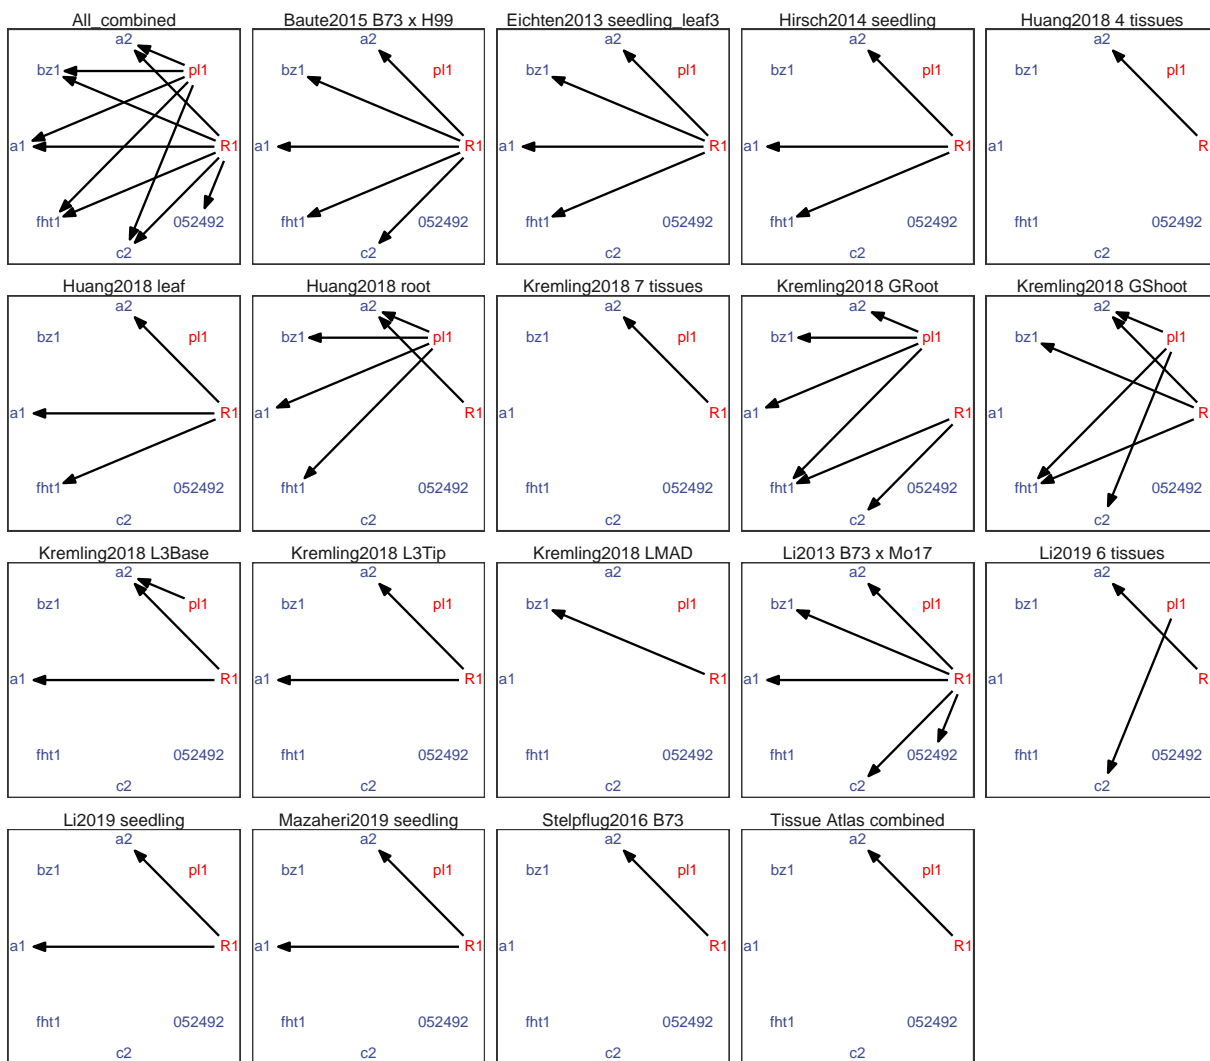 All_combined
a2
pl1
bz1
a1
R1
fht1
052492
c2
Baute2015 B73 x H99
a2
pl1
bz1
a1
R1
fht1
052492
c2
Eichten2013 seedling_leaf3
a2
pl1
bz1
a1
R1
fht1
052492
c2
Hirsch2014 seedling
a2
pl1
bz1
a1
R1
fht1
052492
c2
Huang2018 4 tissues
a2
pl1
bz1
a1
R
fht1
052492
c2
Huang2018 leaf
a2
pl1
bz1
a1
R1
fht1
052492
c2
Huang2018 root
a2
pl1
bz1
a1
R1
fht1
052492
c2
Kremling2018 7 tissues
a2
pl1
bz1
a1
R1
fht1
052492
c2
Kremling2018 GRoot
a2
pl1
bz1
a1
R1
fht1
052492
c2
Kremling2018 GShoot
a2
pl1
bz1
a1
R
fht1
052492
c2
Kremling2018 L3Base
a2
pl1
bz1
a1
R1
fht1
052492
c2
Kremling2018 L3Tip
a2
pl1
bz1
a1
R1
fht1
052492
c2
Kremling2018 LMAD
a2
pl1
bz1
a1
R1
fht1
052492
c2
Li2013 B73 x Mo17
a2
pl1
bz1
a1
R1
fht1
052492
c2
Li2019 6 tissues
a2
pl1
bz1
a1
R
fht1
052492
c2
Li2019 seedling
a2
pl1
bz1
a1
R1
fht1
052492
c2
Mazaheri2019 seedling
a2
pl1
bz1
a1
R1
fht1
052492
c2
Stelpflug2016 B73
a2
pl1
bz1
a1
R1
fht1
052492
c2
Tissue Atlas combined
a2
pl1
bz1
a1
R1
fht1
052492
c2